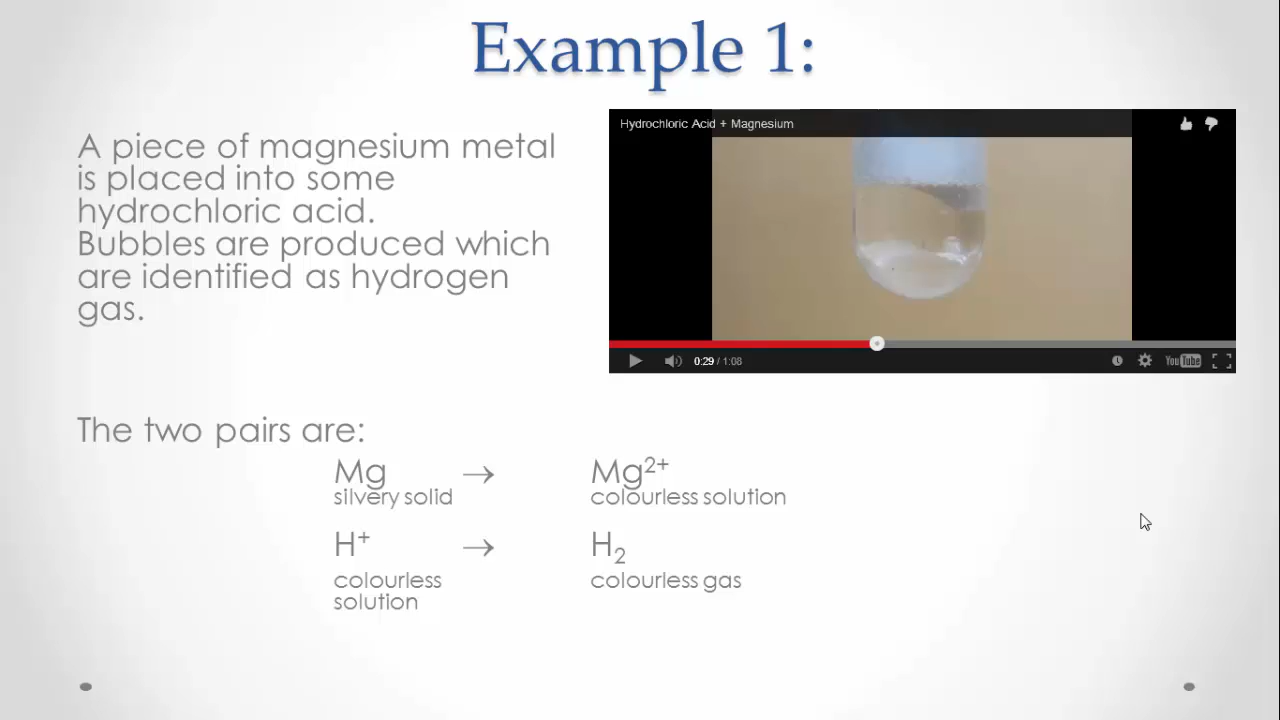 Example 1:
A piece of magnesium metal
is placed into some
hydrochloric acid.
Bubbles are produced which
are identified as hydrogen
gas.
Hydrochloric Acid + Magnesium
0:29 / 1:08
YouTube
The two pairs are:
Mg → Mg²⁺
silvery solid colourless solution
H⁺ → H₂
colourless colourless gas
solution